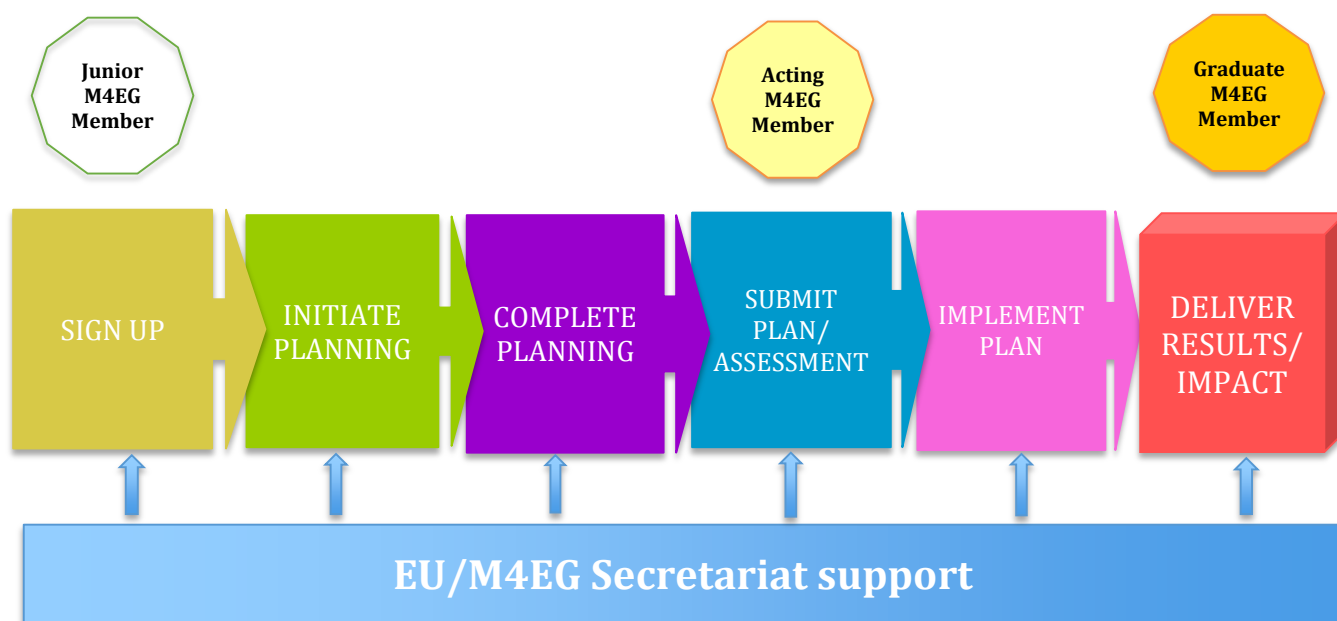 Junior
M4EG
Member
Acting
M4EG
Member
Graduate
M4EG
Member
SIGN UP
INITIATE
PLANNING
COMPLETE
PLANNING
SUBMIT
PLAN/
ASSESSMENT
IMPLEMENT
PLAN
DELIVER
RESULTS/
IMPACT
EU/M4EG Secretariat support